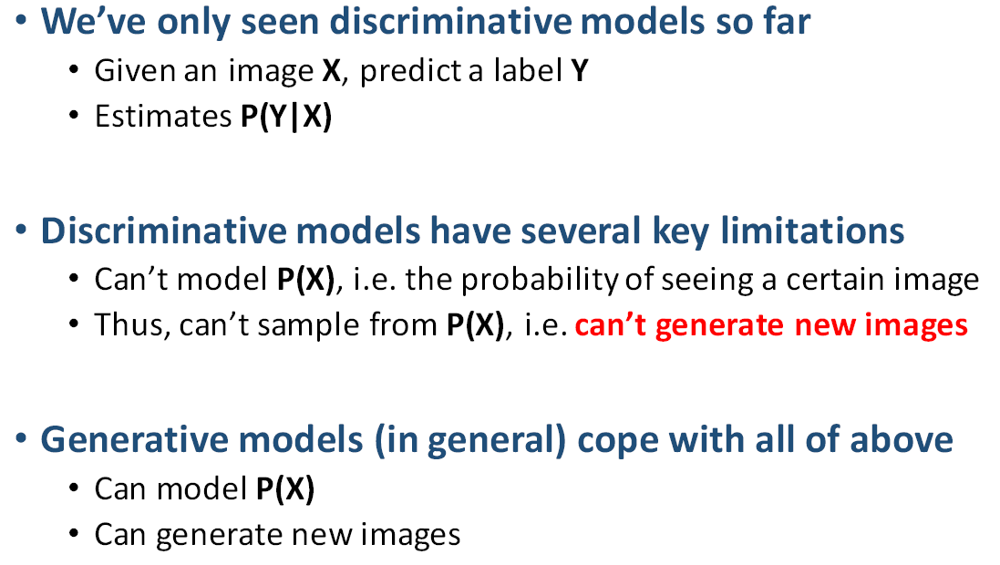 • We’ve only seen discriminative models so far
• Given an image X, predict a label Y
• Estimates P(Y|X)
• Discriminative models have several key limitations
• Can’t model P(X), i.e. the probability of seeing a certain image
• Thus, can’t sample from P(X), i.e. can’t generate new images
• Generative models (in general) cope with all of above
• Can model P(X)
• Can generate new images